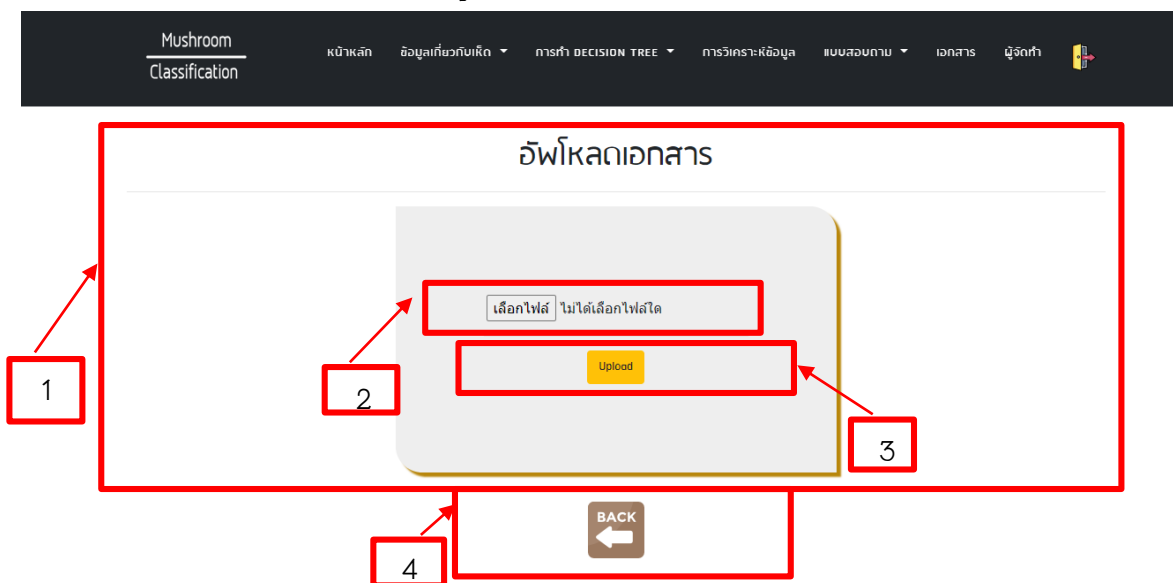 Mushroom
Classification
หน้าหลัก ข้อมูลเกี่ยวกับเห็ด การทำ DECISION TREE การวิเคราะห์ข้อมูล แบบสอบถาม เอกสาร ผู้จัดทำ
อัพโหลดเอกสาร
เลือกไฟล์ ไม่ได้เลือกไฟล์ใด
Upload
1
2
3
BACK
4